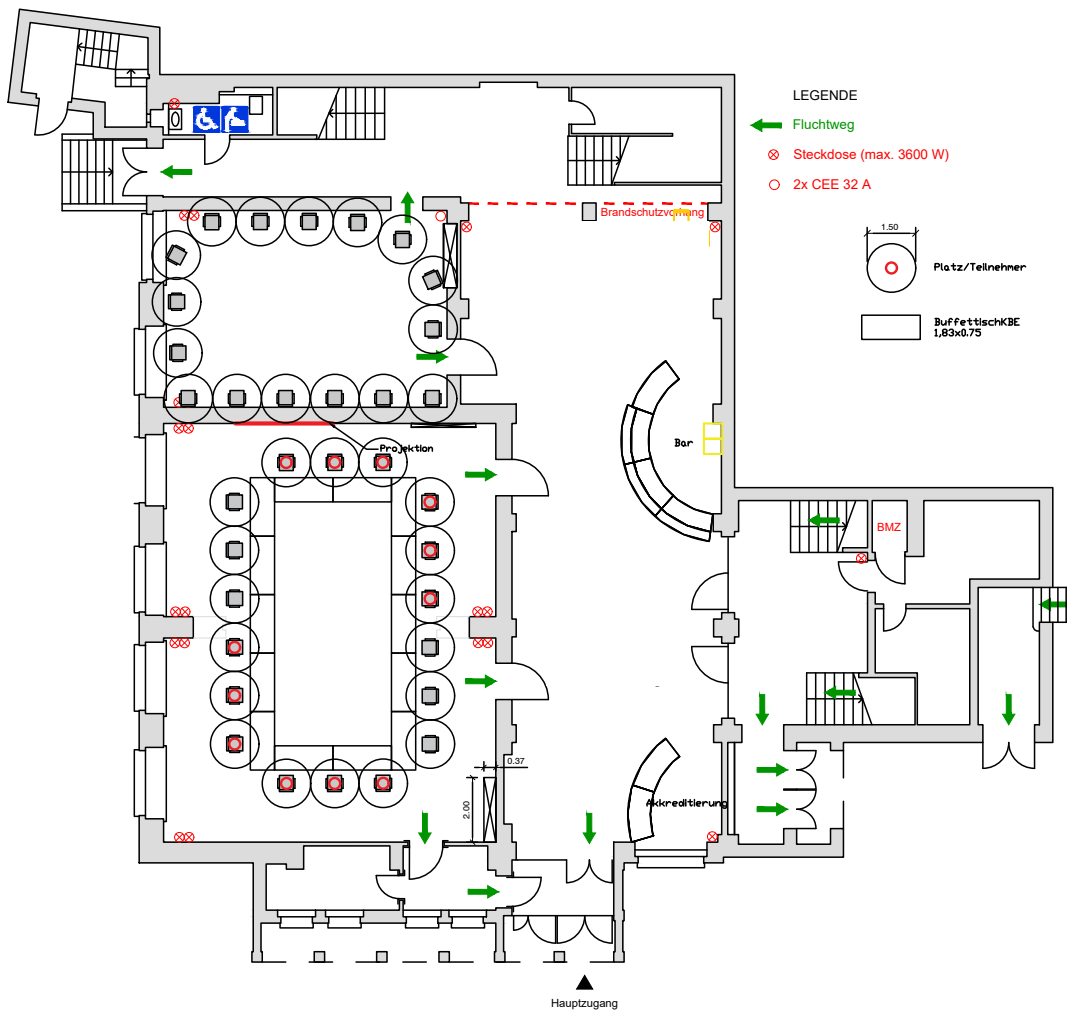 LEGENDE
Fluchtweg
Steckdose (max. 3600 W)
2x CEE 32 A
Brandschutzvorhang
1.50
Platz/Teilnehmer
BuffettischKBE
1,83x0.75
Projektion
Bar
BMZ
0.37
2.00
Akkreditierung
Hauptzugang